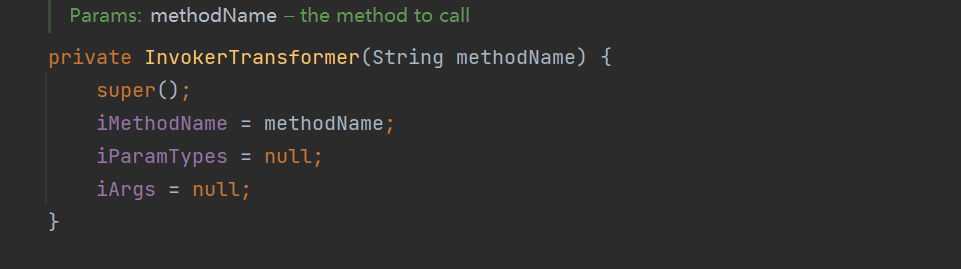 Params: methodName – the method to call
private InvokerTransformer(String methodName) {
    super();
    iMethodName = methodName;
    iParamTypes = null;
    iArgs = null;
}